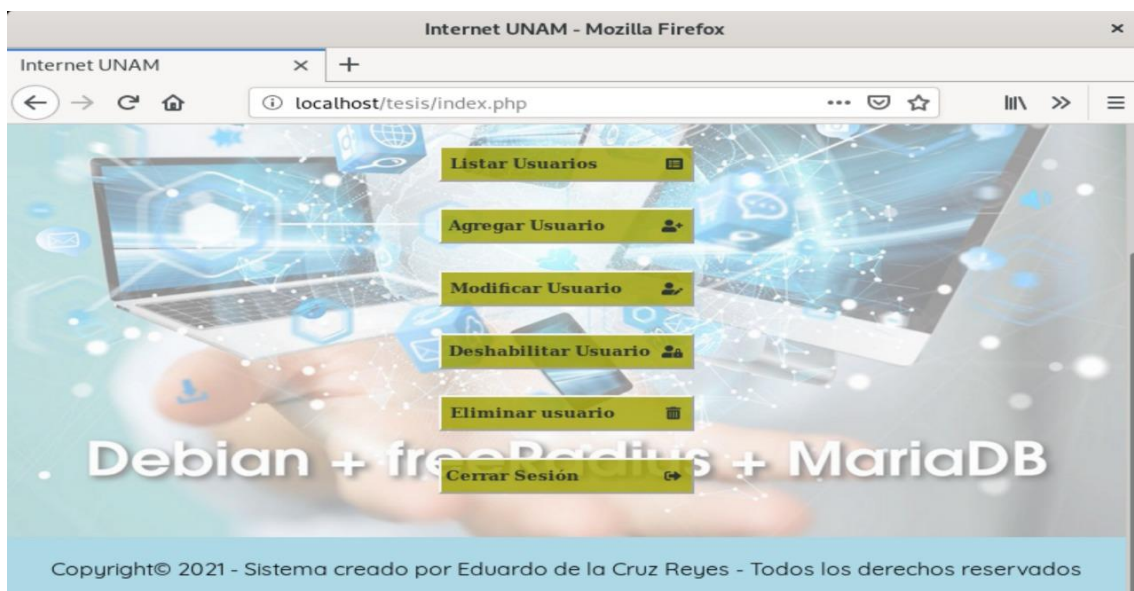 Internet UNAM - Mozilla Firefox
Internet UNAM
localhost/tesis/index.php
Listar Usuarios
Agregar Usuario
Modificar Usuario
Deshabilitar Usuario
Eliminar usuario
Debian + freeRadius + MariaDB
Cerrar Sesión
Copyright© 2021 - Sistema creado por Eduardo de la Cruz Reyes - Todos los derechos reservados